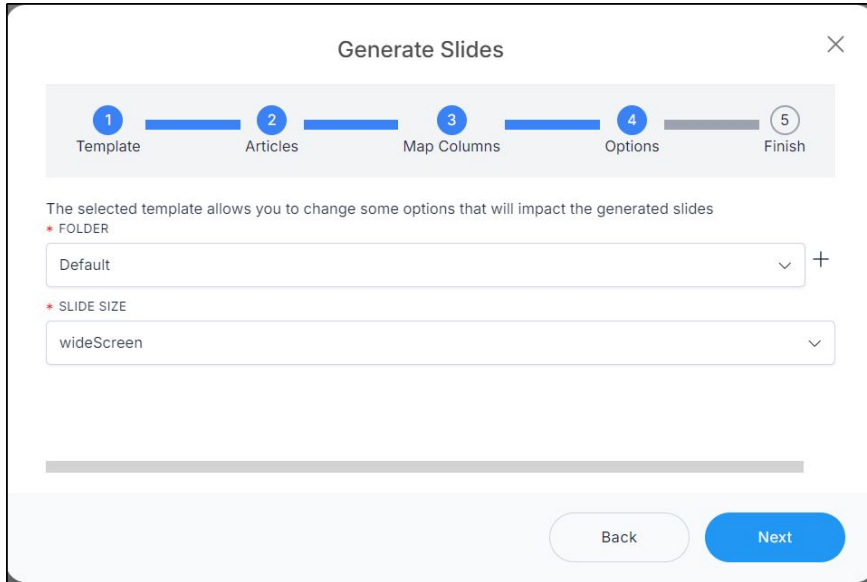 Generate Slides
1 2 3 4 5
Template Articles Map Columns Options Finish
The selected template allows you to change some options that will impact the generated slides
* FOLDER
Default
* SLIDE SIZE
wideScreen
Back Next